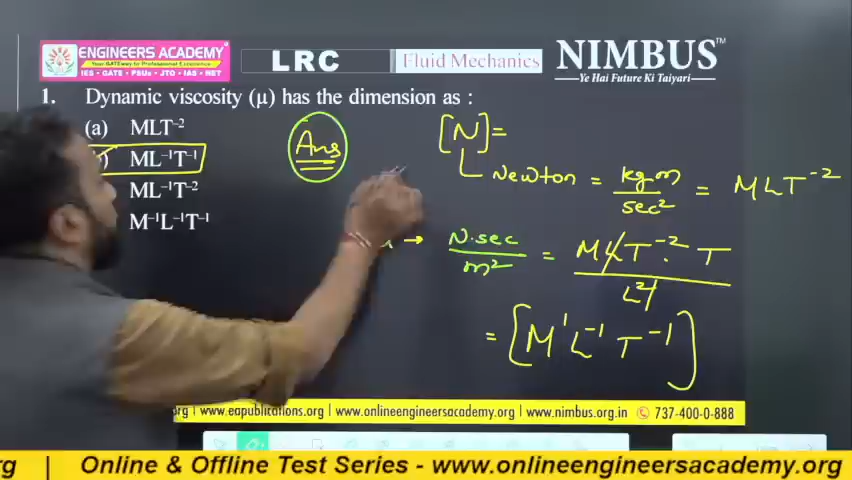 ENGINEERS ACADEMY
Your GATEway to Professional Excellence
IES • GATE • PSUs • JTO • IAS • NET
LRC
Fluid Mechanics
NIMBUS™
Ye Hai Future Ki Taiyari
1. Dynamic viscosity (μ) has the dimension as :
(a) MLT⁻²
ML⁻¹T⁻¹
ML⁻¹T⁻²
M⁻¹L⁻¹T⁻¹
Ans
[N]=
Newton = kg m / sec² = MLT⁻²
→ N·sec / m² = MLT⁻². T / L²
= [M¹L⁻¹T⁻¹]
rg | www.eapublications.org | www.onlineengineersacademy.org | www.nimbus.org.in 737-400-0-888
rg | Online & Offline Test Series - www.onlineengineersacademy.org